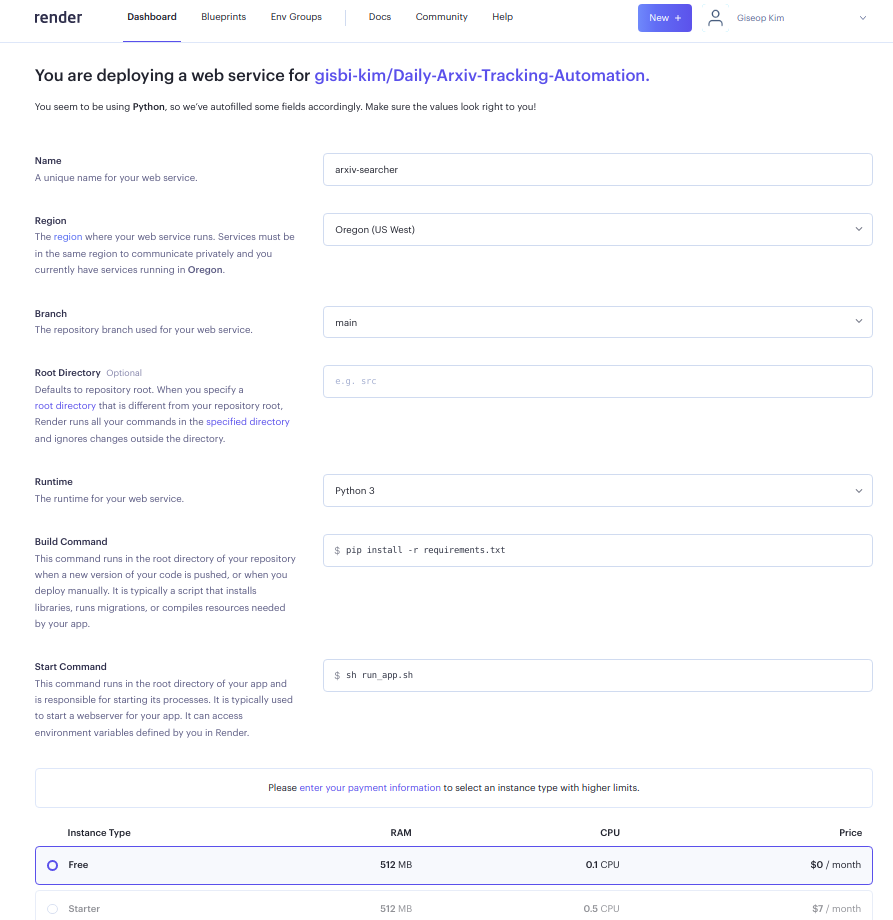 render Dashboard Blueprints Env Groups Docs Community Help New + Giseop Kim
You are deploying a web service for gisbi-kim/Daily-Arxiv-Tracking-Automation.
You seem to be using Python, so we've autofilled some fields accordingly. Make sure the values look right to you!
Name
A unique name for your web service.
arxiv-searcher
Region
The region where your web service runs. Services must be
in the same region to communicate privately and you
currently have services running in Oregon.
Oregon (US West)
Branch
The repository branch used for your web service.
main
Root Directory Optional
Defaults to repository root. When you specify a
root directory that is different from your repository root,
Render runs all your commands in the specified directory
and ignores changes outside the directory.
e.g. src
Runtime
The runtime for your web service.
Python 3
Build Command
This command runs in the root directory of your repository
when a new version of your code is pushed, or when you
deploy manually. It is typically a script that installs
libraries, runs migrations, or compiles resources needed
by your app.
$ pip install -r requirements.txt
Start Command
This command runs in the root directory of your app and
is responsible for starting its processes. It is typically used
to start a webserver for your app. It can access
environment variables defined by you in Render.
$ sh run_app.sh
Please enter your payment information to select an instance type with higher limits.
Instance Type RAM CPU Price
Free 512 MB 0.1 CPU $0 / month
Starter 512 MB 0.5 CPU $7 / month